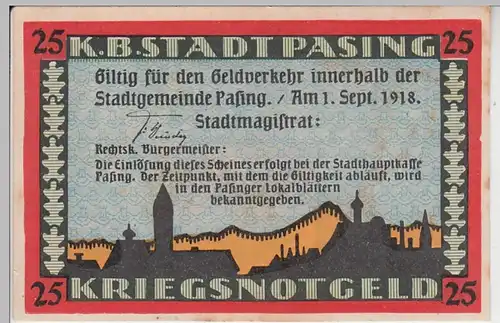 25 K.B. STADT PASING 25
Giltig für den Geldverkehr innerhalb der
Stadtgemeinde Pasing. / Am 1. Sept. 1918.
Stadtmagistrat:
Rechtsk. Bürgermeister:
Die Einlösung dieses Scheines erfolgt bei der Stadthauptkasse
Pasing. Der Zeitpunkt, mit dem die Giltigkeit abläuft, wird
in den Pasinger Lokalblättern
bekanntgegeben.
25 KRIEGSNOTGELD 25